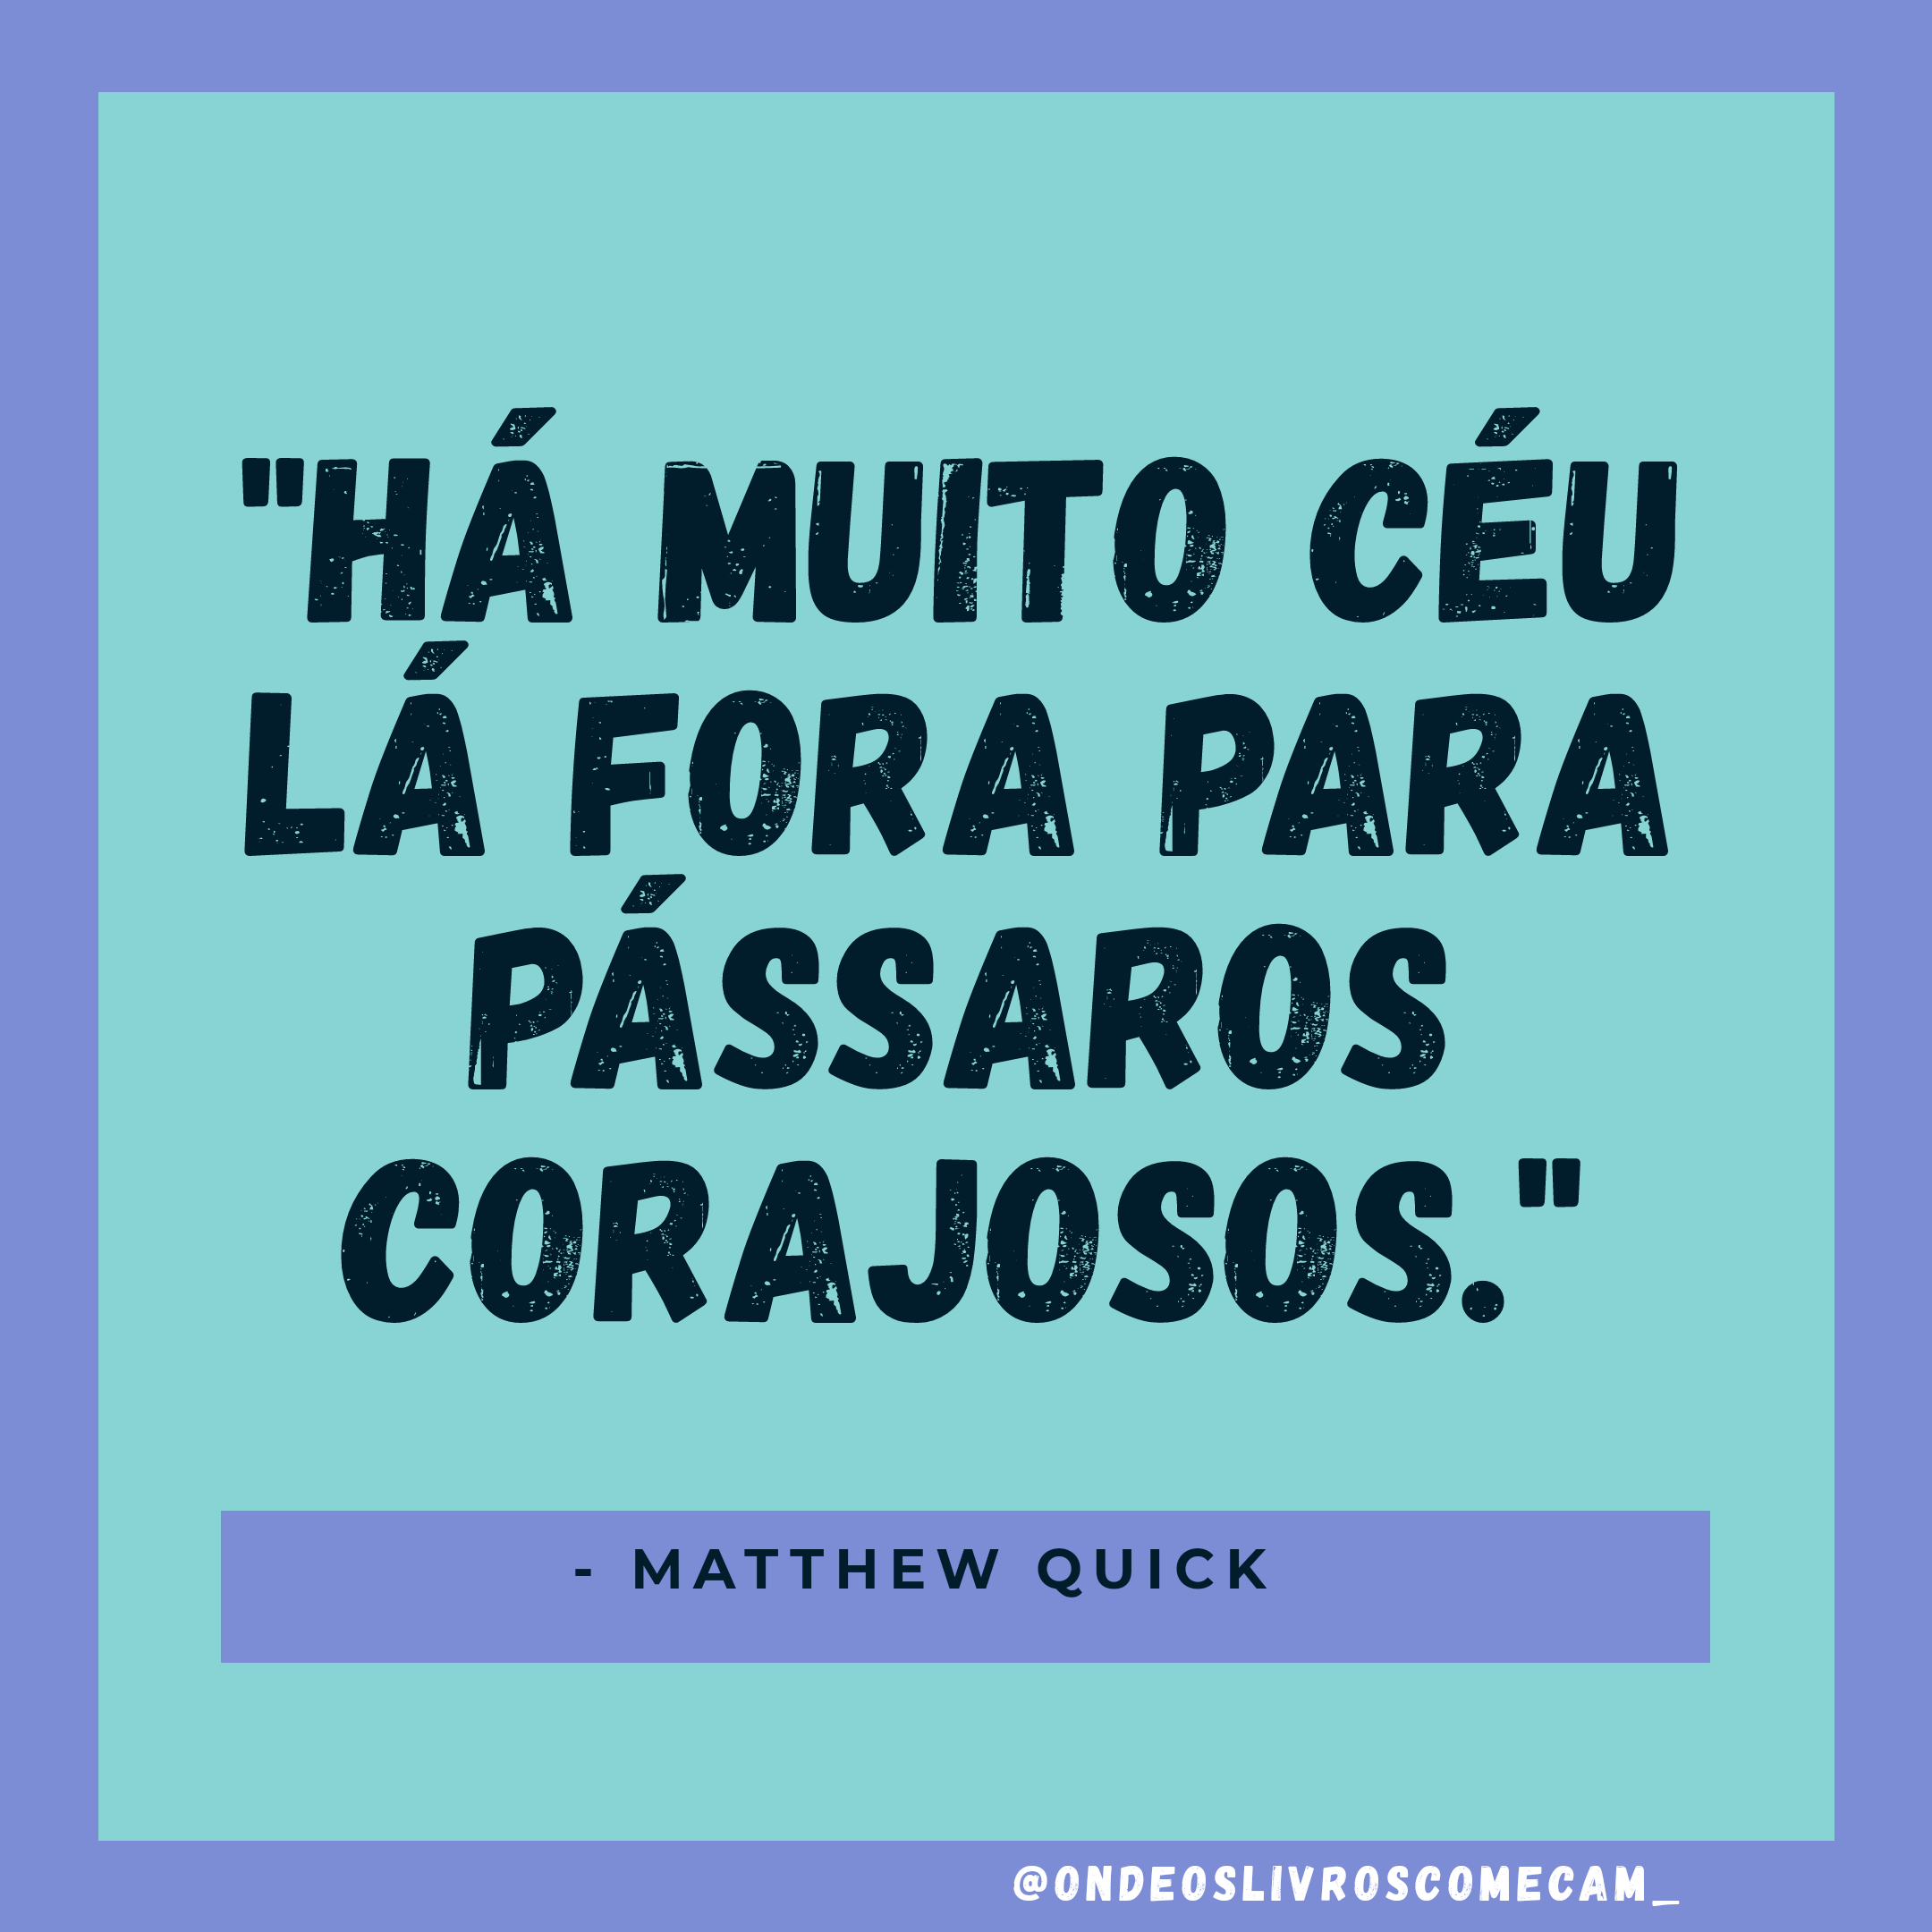 "HÁ MUITO CÉU
LÁ FORA PARA
PÁSSAROS
CORAJOSOS."
- MATTHEW QUICK
@ONDEOSLIVROSCOMECAM_